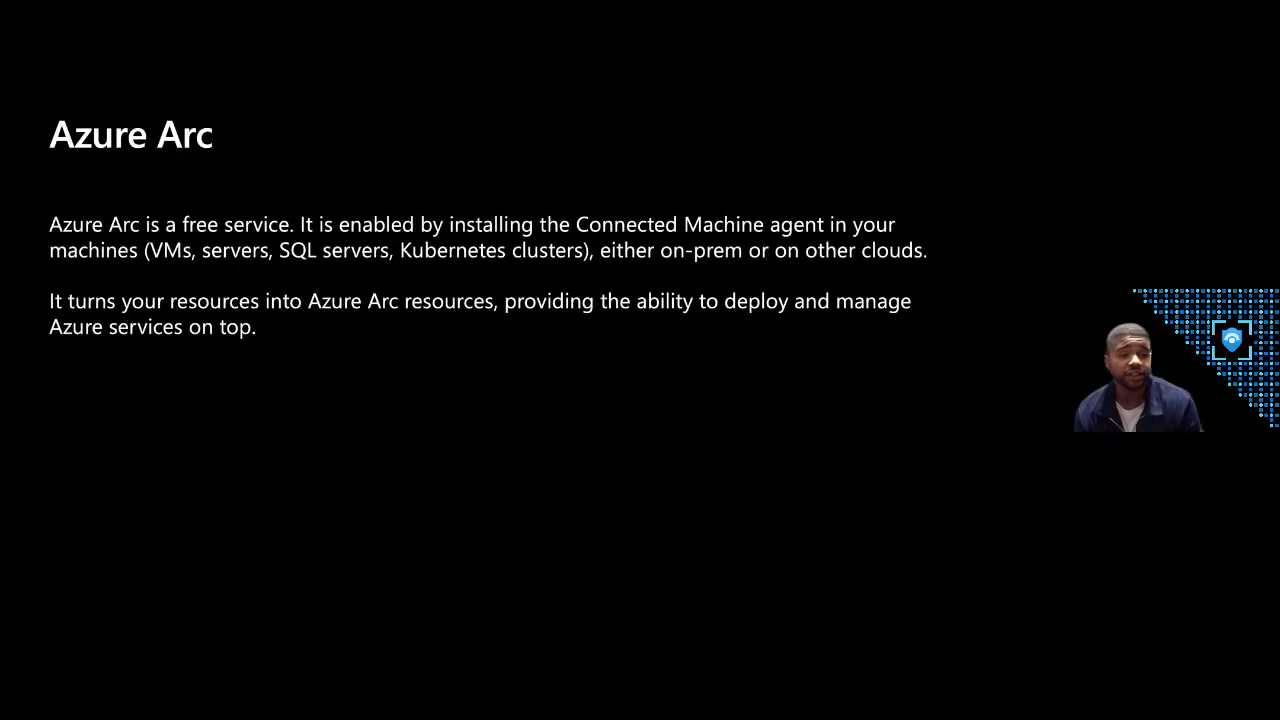 Azure Arc
Azure Arc is a free service. It is enabled by installing the Connected Machine agent in your
machines (VMs, servers, SQL servers, Kubernetes clusters), either on-prem or on other clouds.
It turns your resources into Azure Arc resources, providing the ability to deploy and manage
Azure services on top.